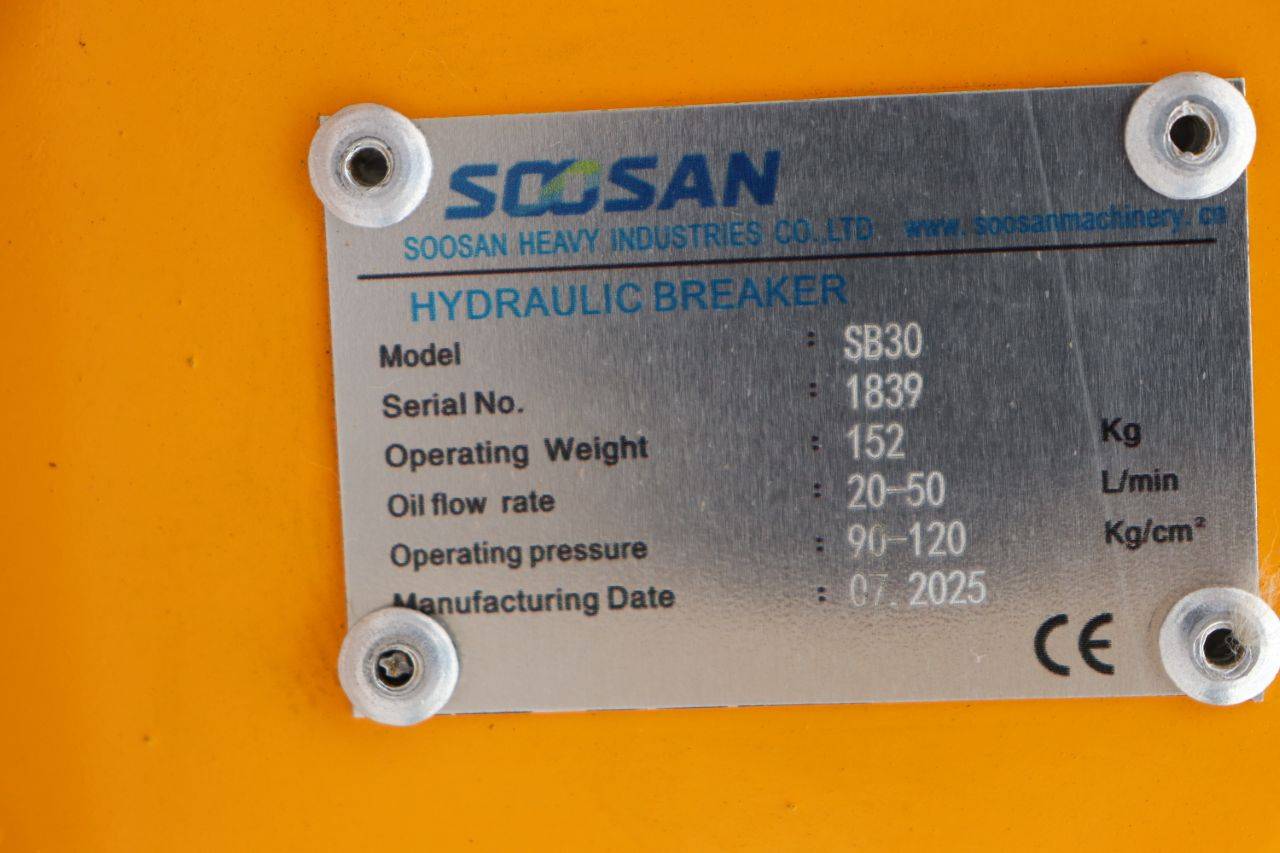 SOOSAN
SOOSAN HEAVY INDUSTRIES CO.,LTD www.soosanmachinery.cn
HYDRAULIC BREAKER
Model : SB30
Serial No. : 1839
Operating Weight : 152 Kg
Oil flow rate : 20-50 L/min
Operating pressure : 90-120 Kg/cm²
Manufacturing Date : 07.2025
CE